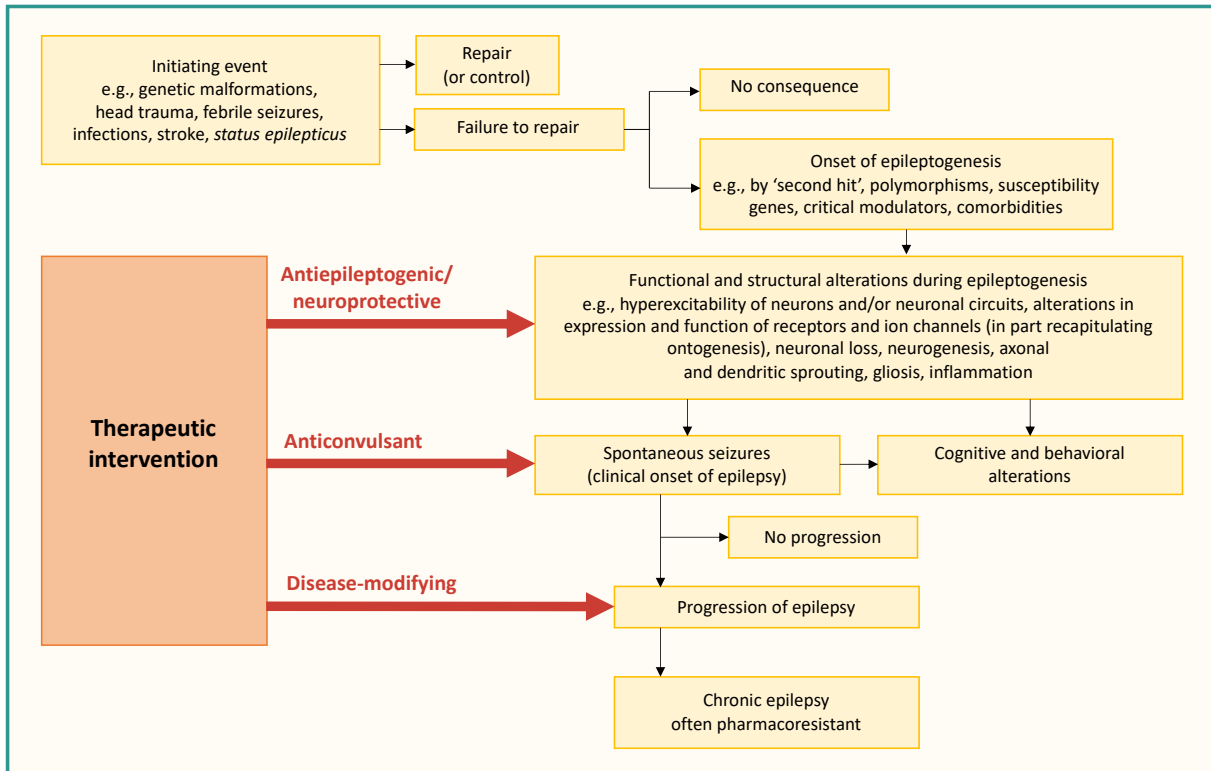 Initiating event
e.g., genetic malformations,
head trauma, febrile seizures,
infections, stroke, status epilepticus
Repair
(or control)
Failure to repair
No consequence
Onset of epileptogenesis
e.g., by ‘second hit’, polymorphisms, susceptibility
genes, critical modulators, comorbidities
Therapeutic
intervention
Antiepileptogenic/
neuroprotective
Functional and structural alterations during epileptogenesis
e.g., hyperexcitability of neurons and/or neuronal circuits, alterations in
expression and function of receptors and ion channels (in part recapitulating
ontogenesis), neuronal loss, neurogenesis, axonal
and dendritic sprouting, gliosis, inflammation
Anticonvulsant
Spontaneous seizures
(clinical onset of epilepsy)
Cognitive and behavioral
alterations
No progression
Disease-modifying
Progression of epilepsy
Chronic epilepsy
often pharmacoresistant